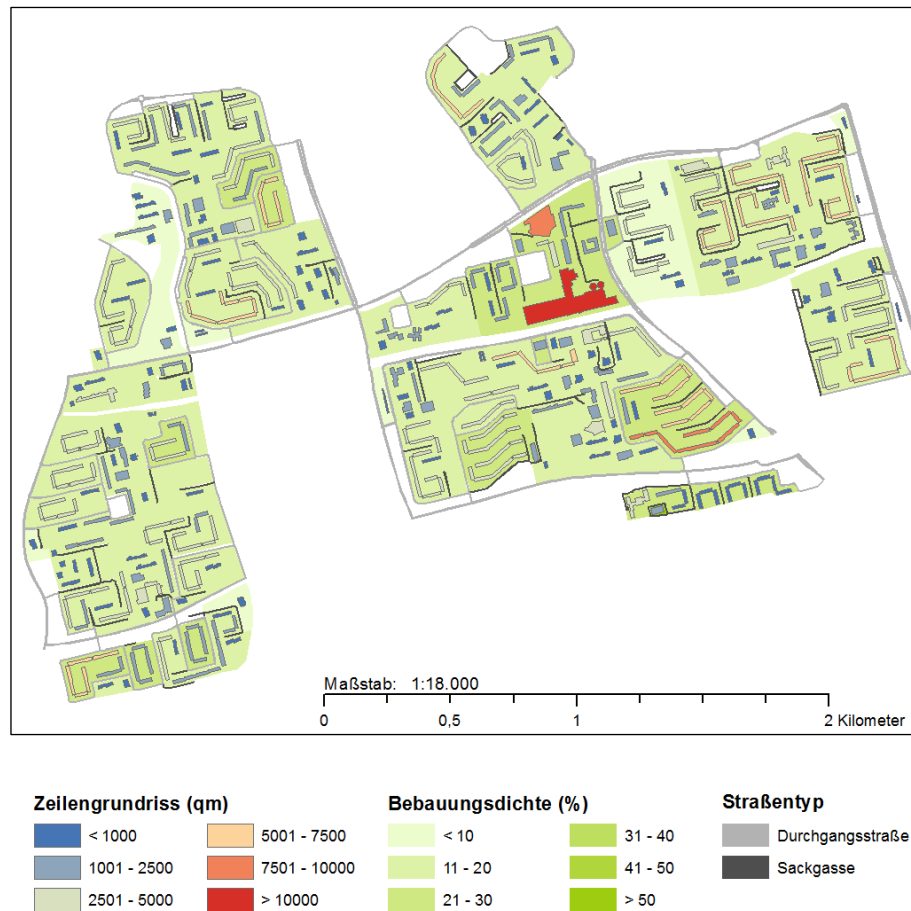 Maßstab: 1:18.000
0 0,5 1 2 Kilometer
Zeilengrundriss (qm) Bebauungsdichte (%) Straßentyp
< 1000 5001 - 7500 < 10 31 - 40 Durchgangsstraße
1001 - 2500 7501 - 10000 11 - 20 41 - 50 Sackgasse
2501 - 5000 > 10000 21 - 30 > 50